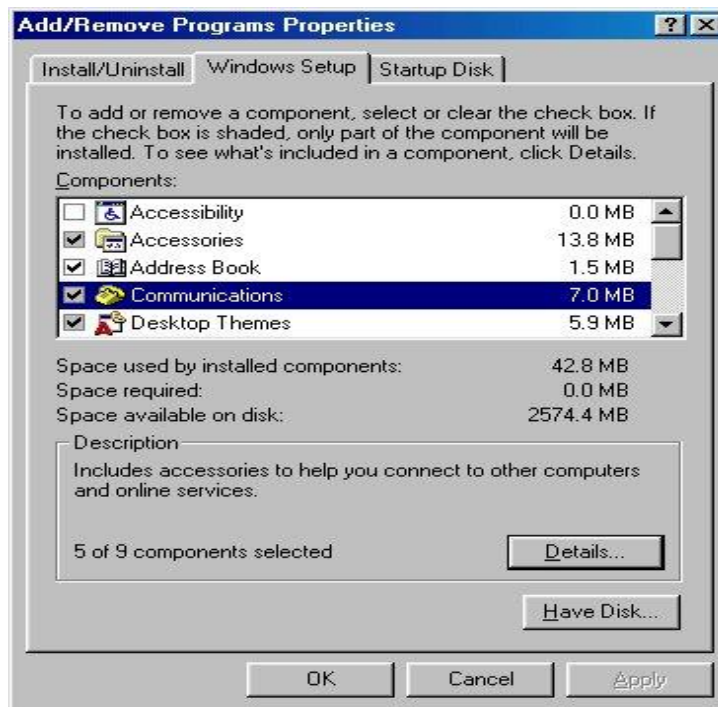 Add/Remove Programs Properties
Install/Uninstall Windows Setup Startup Disk
To add or remove a component, select or clear the check box. If
the check box is shaded, only part of the component will be
installed. To see what's included in a component, click Details.
Components:
Accessibility 0.0 MB
Accessories 13.8 MB
Address Book 1.5 MB
Communications 7.0 MB
Desktop Themes 5.9 MB
Space used by installed components: 42.8 MB
Space required: 0.0 MB
Space available on disk: 2574.4 MB
Description
Includes accessories to help you connect to other computers
and online services.
5 of 9 components selected Details...
Have Disk...
OK Cancel Apply